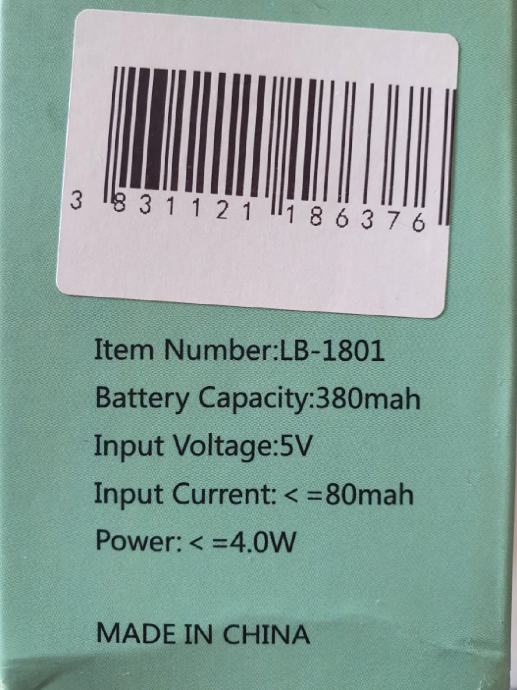 3 831121 186376
Item Number:LB-1801
Battery Capacity:380mah
Input Voltage:5V
Input Current: < =80mah
Power: < =4.0W
MADE IN CHINA